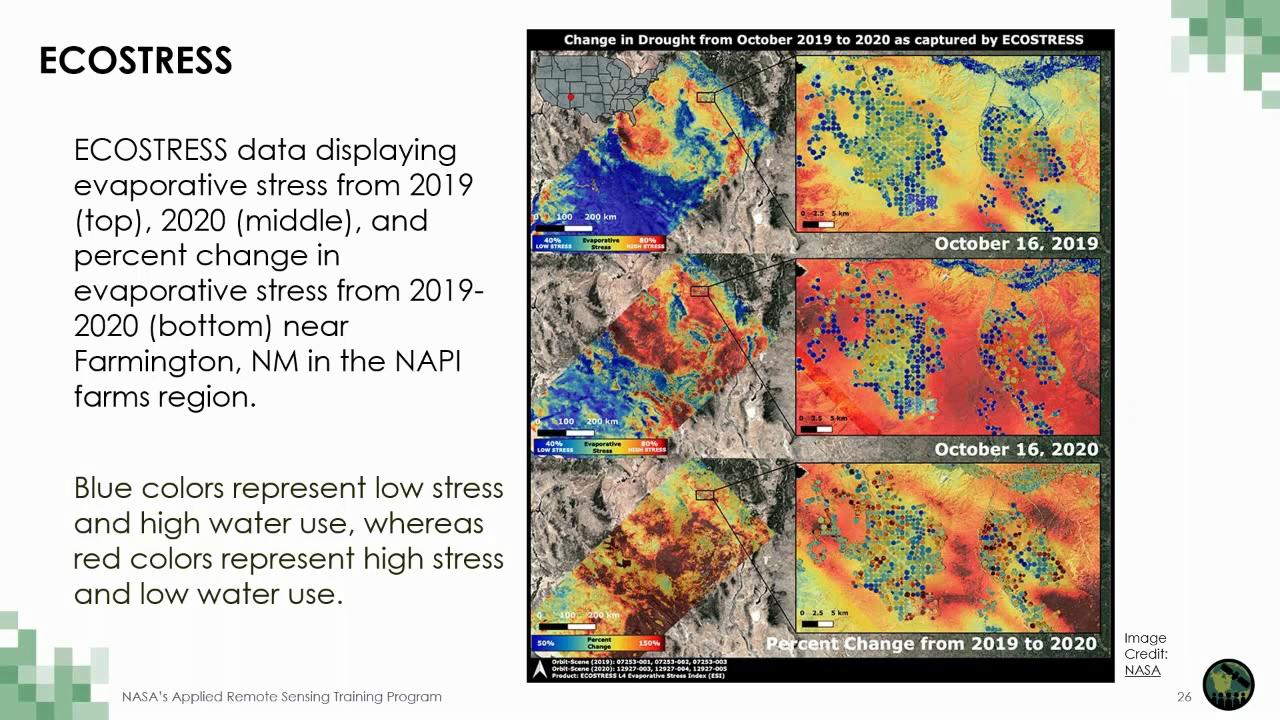 ECOSTRESS
ECOSTRESS data displaying
evaporative stress from 2019
(top), 2020 (middle), and
percent change in
evaporative stress from 2019-
2020 (bottom) near
Farmington, NM in the NAPI
farms region.
Blue colors represent low stress
and high water use, whereas
red colors represent high stress
and low water use.
Change in Drought from October 2019 to 2020 as captured by ECOSTRESS
0 100 200 km
40% Evaporative 80%
LOW STRESS Stress HIGH STRESS
0 2.5 5 km
October 16, 2019
0 100 200 km
40% Evaporative 80%
LOW STRESS Stress HIGH STRESS
0 2.5 5 km
October 16, 2020
0 100 200 km
50% Percent 150%
Change
0 2.5 5 km
Percent Change from 2019 to 2020
Orbit-Scene (2019): 07253-001, 07253-002, 07253-003
Orbit-Scene (2020): 12927-003, 12927-004, 12927-005
Product: ECOSTRESS L4 Evaporative Stress Index (ESI)
Image
Credit:
NASA
NASA's Applied Remote Sensing Training Program
26